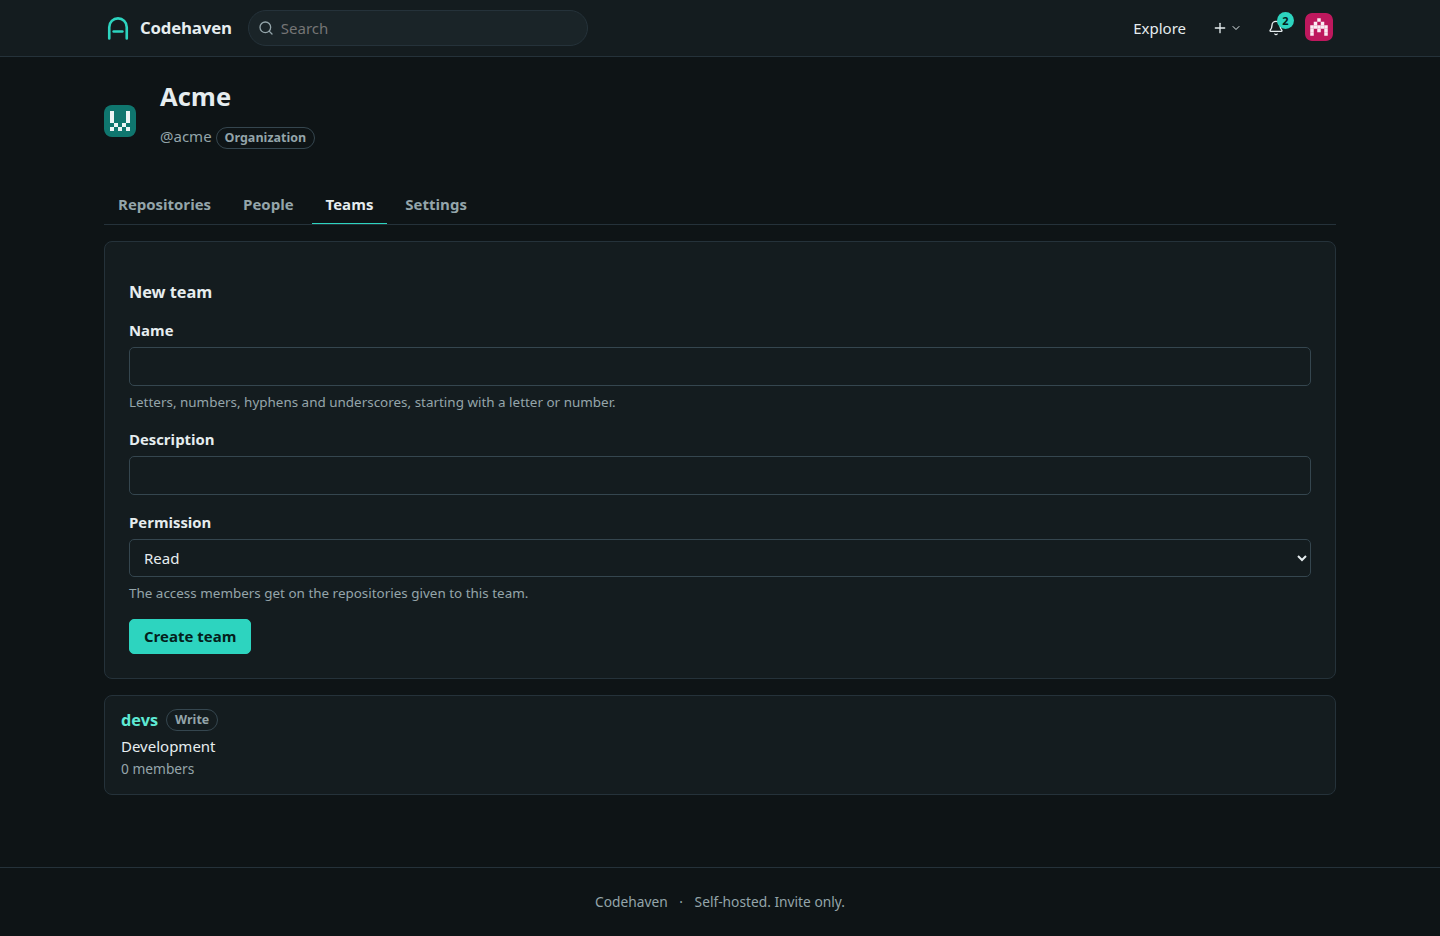 Codehaven
Search
Explore
2
Acme
@acme Organization
Repositories People Teams Settings
New team
Name
Letters, numbers, hyphens and underscores, starting with a letter or number.
Description
Permission
Read
The access members get on the repositories given to this team.
Create team
devs Write
Development
0 members
Codehaven · Self-hosted. Invite only.